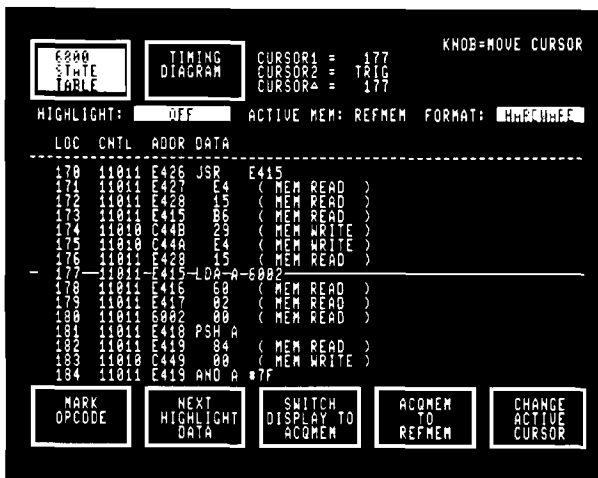 KNOB=MOVE CURSOR
6800
STATE
TABLE
TIMING
DIAGRAM
CURSOR1 = 177
CURSOR2 = TRIG
CURSOR△ = 177
HIGHLIGHT: OFF ACTIVE MEM: REFMEM FORMAT: HARDWARE
LOC CNTL ADDR DATA
170 11011 E426 JSR E415
171 11011 E427 E4 ( MEM READ )
172 11011 E428 15 ( MEM READ )
173 11011 E415 B6 ( MEM READ )
174 11010 C44B 29 ( MEM WRITE )
175 11010 C44A E4 ( MEM WRITE )
176 11011 E428 15 ( MEM READ )
177 11011 E415 LDA A 6002
178 11011 E416 60 ( MEM READ )
179 11011 E417 02 ( MEM READ )
180 11011 6002 00 ( MEM READ )
181 11011 E418 PSH A
182 11011 E419 84 ( MEM READ )
183 11010 C449 00 ( MEM WRITE )
184 11011 E419 AND A #7F
MARK
OPCODE
NEXT
HIGHLIGHT
DATA
SWITCH
DISPLAY TO
ACQMEM
ACQMEM
TO
REFMEM
CHANGE
ACTIVE
CURSOR